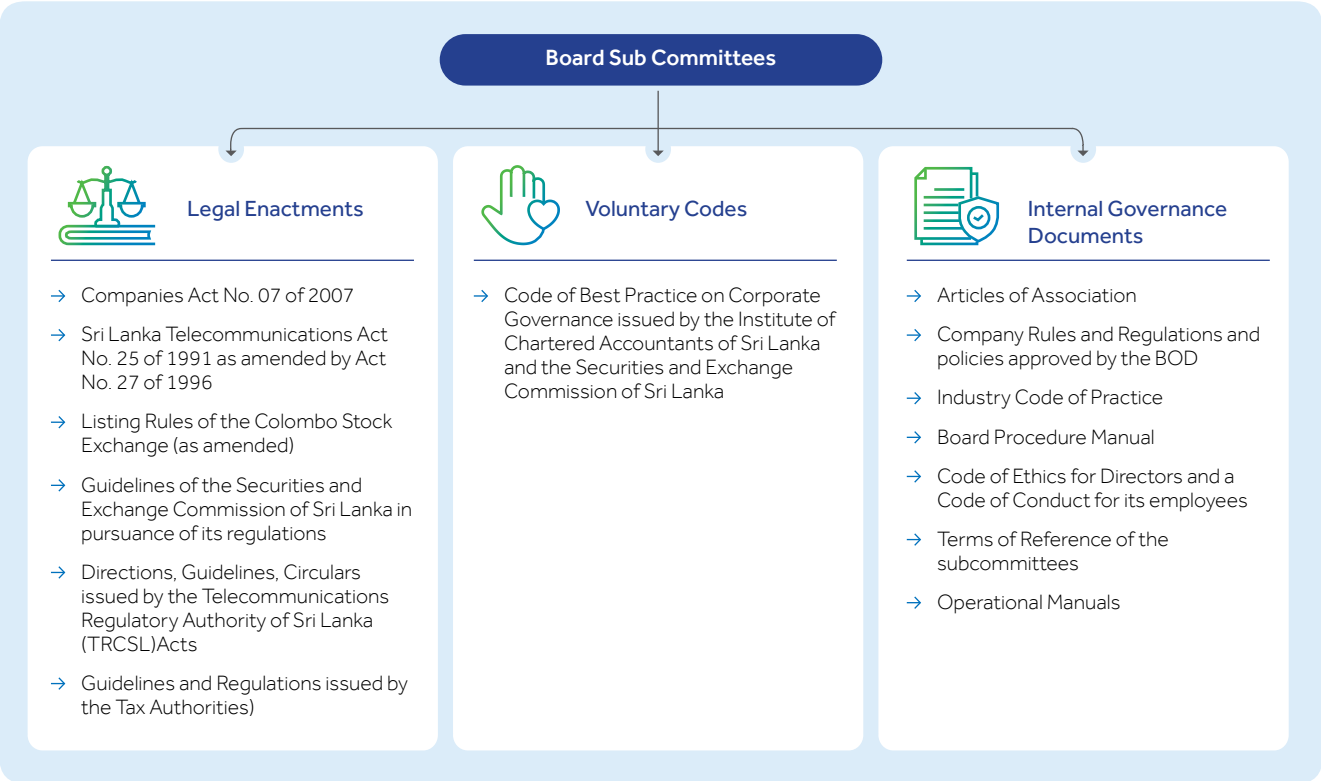 Board Sub Committees
Legal Enactments
→ Companies Act No. 07 of 2007
→ Sri Lanka Telecommunications Act
No. 25 of 1991 as amended by Act
No. 27 of 1996
→ Listing Rules of the Colombo Stock
Exchange (as amended)
→ Guidelines of the Securities and
Exchange Commission of Sri Lanka in
pursuance of its regulations
→ Directions, Guidelines, Circulars
issued by the Telecommunications
Regulatory Authority of Sri Lanka
(TRCSL)Acts
→ Guidelines and Regulations issued by
the Tax Authorities)
Voluntary Codes
→ Code of Best Practice on Corporate
Governance issued by the Institute of
Chartered Accountants of Sri Lanka
and the Securities and Exchange
Commission of Sri Lanka
Internal Governance
Documents
→ Articles of Association
→ Company Rules and Regulations and
policies approved by the BOD
→ Industry Code of Practice
→ Board Procedure Manual
→ Code of Ethics for Directors and a
Code of Conduct for its employees
→ Terms of Reference of the
subcommittees
→ Operational Manuals